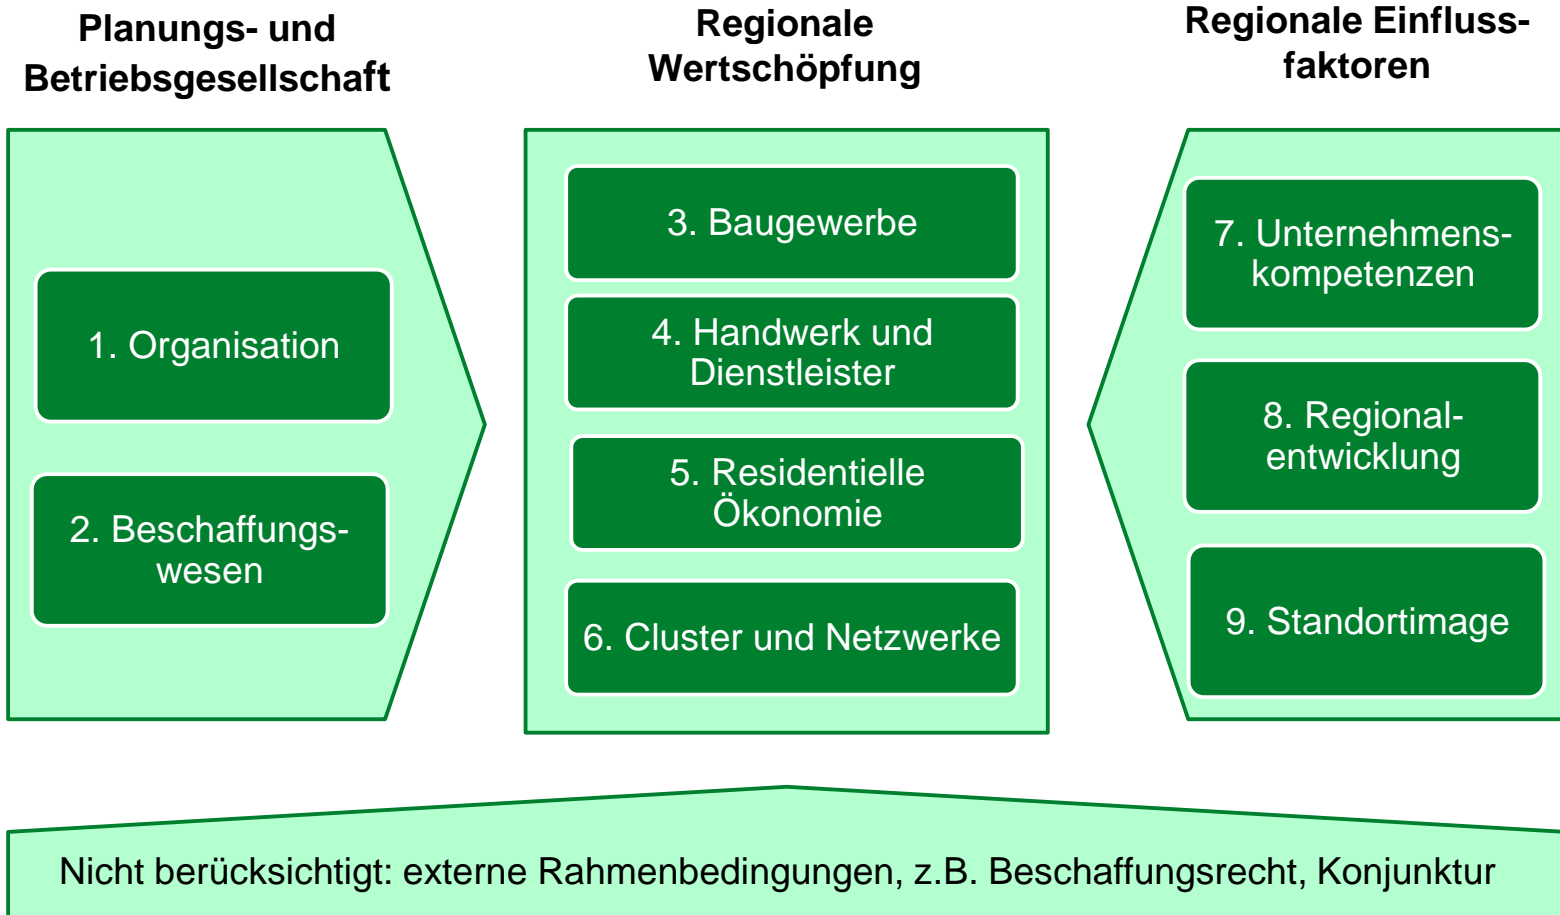 Planungs- und
Betriebsgesellschaft
1. Organisation
2. Beschaffungs-
wesen
Regionale
Wertschöpfung
3. Baugewerbe
4. Handwerk und
Dienstleister
5. Residentielle
Ökonomie
6. Cluster und Netzwerke
Regionale Einfluss-
faktoren
7. Unternehmens-
kompetenzen
8. Regional-
entwicklung
9. Standortimage
Nicht berücksichtigt: externe Rahmenbedingungen, z.B. Beschaffungsrecht, Konjunktur